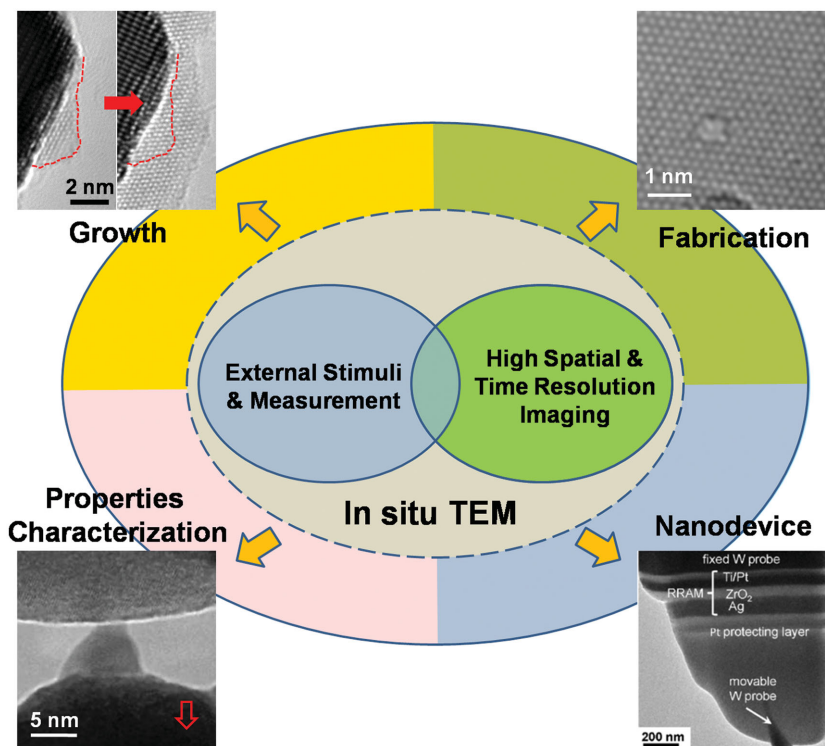 2 nm
1 nm
Growth
Fabrication
External Stimuli
& Measurement
High Spatial &
Time Resolution
Imaging
In situ TEM
Properties
Characterization
Nanodevice
5 nm
fixed W probe
Ti/Pt
RRAM
ZrO₂
Ag
Pt protecting layer
movable
W probe
200 nm